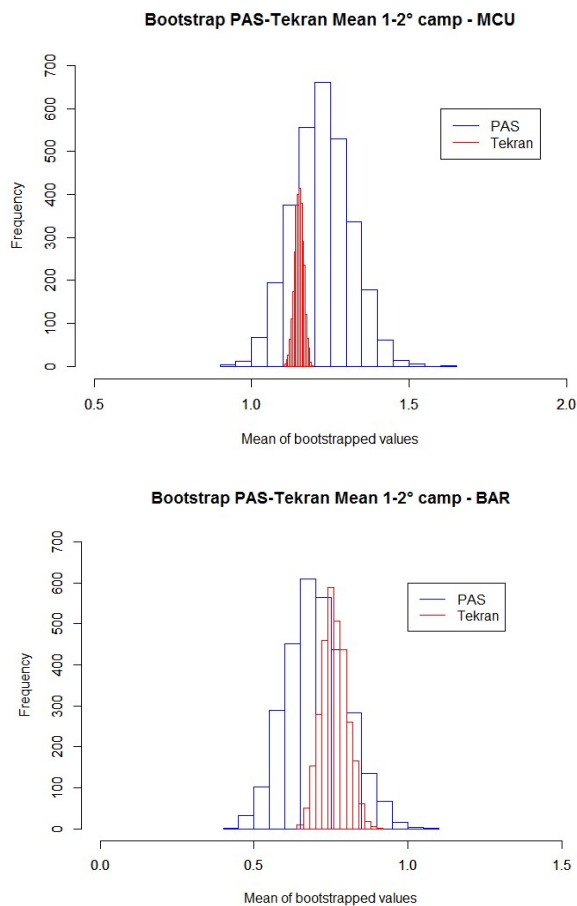 Bootstrap PAS-Tekran Mean 1-2° camp - MCU
700
600
500
400
300
200
100
0
Frequency
PAS
Tekran
0.5
1.0
1.5
2.0
Mean of bootstrapped values
Bootstrap PAS-Tekran Mean 1-2° camp - BAR
700
600
500
400
300
200
100
0
Frequency
PAS
Tekran
0.0
0.5
1.0
1.5
Mean of bootstrapped values